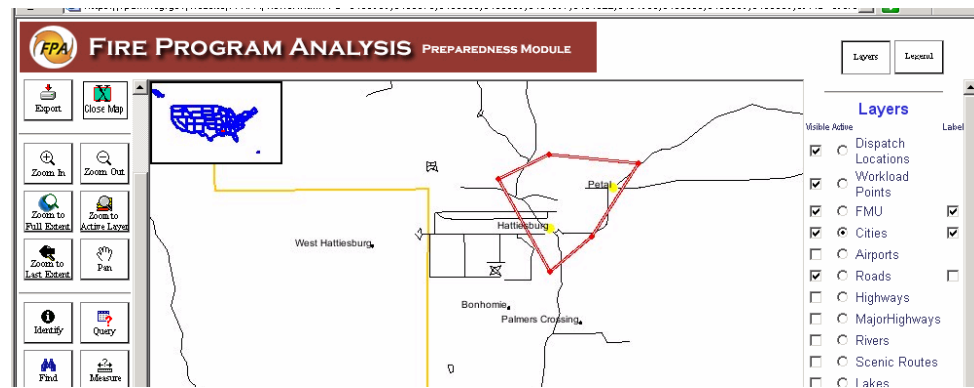 FPA FIRE PROGRAM ANALYSIS PREPAREDNESS MODULE
Layers Legend
Export Close Map
Zoom In Zoom Out
Zoom to Full Extent
Zoom to Active Layer
Zoom to Last Extent
Pan
Identify Query
Find Measure
Petal
Hattiesburg
West Hattiesburg
Bonhomie
Palmers Crossing
Layers
Visible Active Label
Dispatch
Locations
Workload
Points
FMU
Cities
Airports
Roads
Highways
MajorHighways
Rivers
Scenic Routes
Lakes